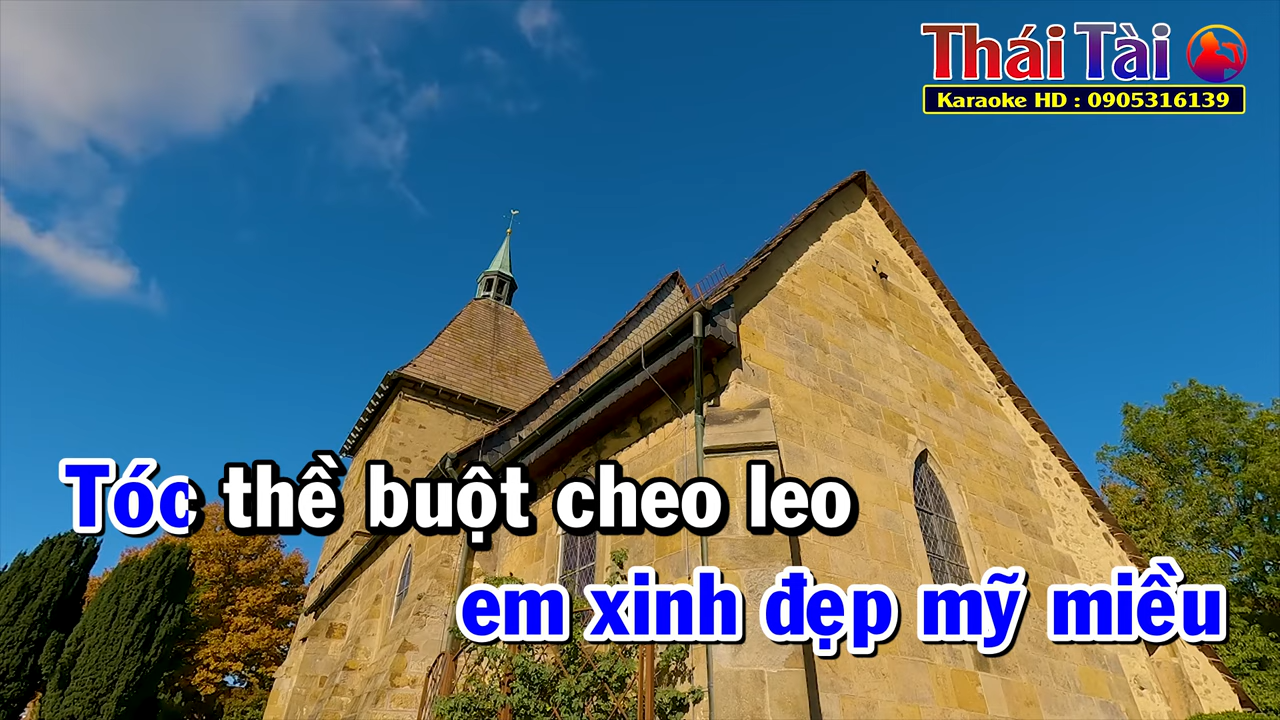 Thái Tài
Karaoke HD : 0905316139
Tóc thề buột cheo leo
em xinh đẹp mỹ miều